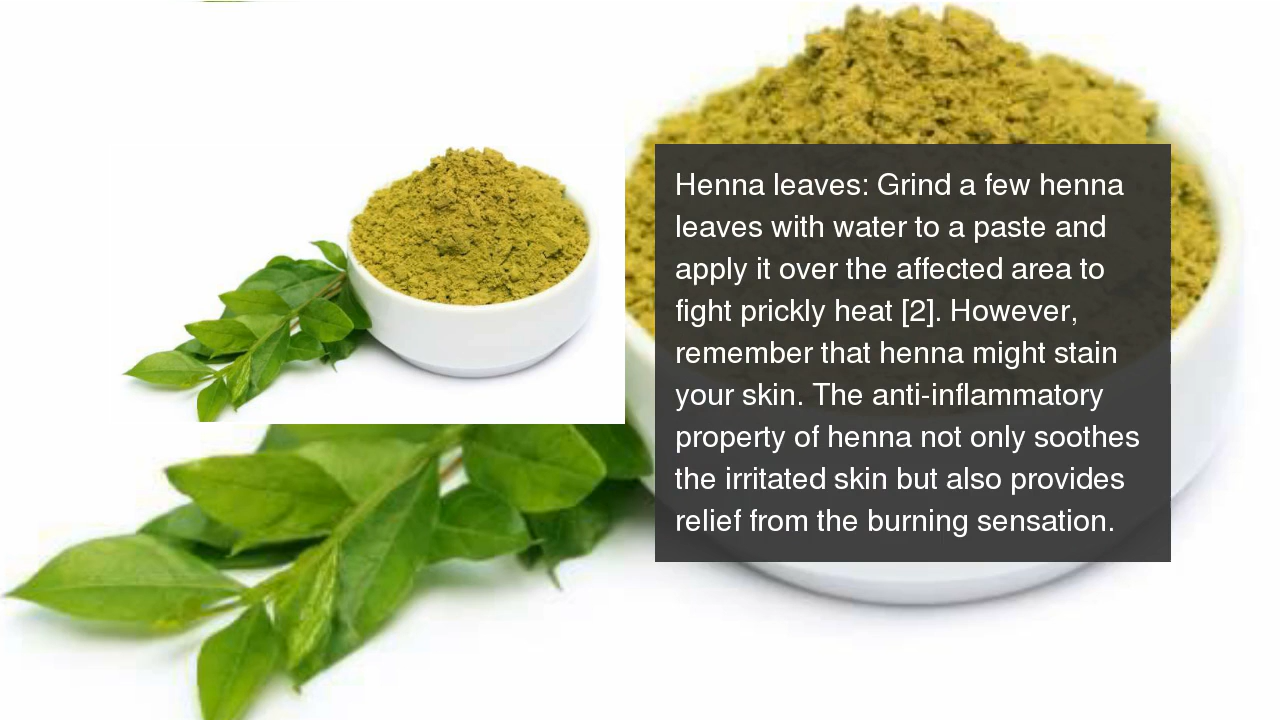 Henna leaves: Grind a few henna
leaves with water to a paste and
apply it over the affected area to
fight prickly heat [2]. However,
remember that henna might stain
your skin. The anti-inflammatory
property of henna not only soothes
the irritated skin but also provides
relief from the burning sensation.